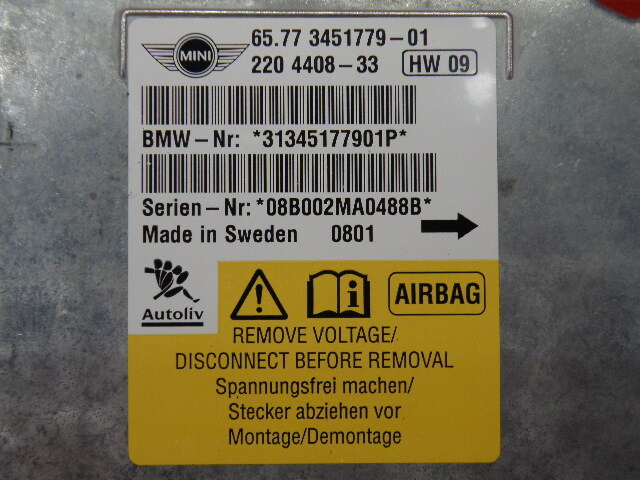 MINI
65.77 3451779-01
220 4408-33 HW 09
BMW-Nr: *31345177901P*
Serien-Nr: *08B002MA0488B*
Made in Sweden 0801
Autoliv
AIRBAG
REMOVE VOLTAGE/
DISCONNECT BEFORE REMOVAL
Spannungsfrei machen/
Stecker abziehen vor
Montage/Demontage